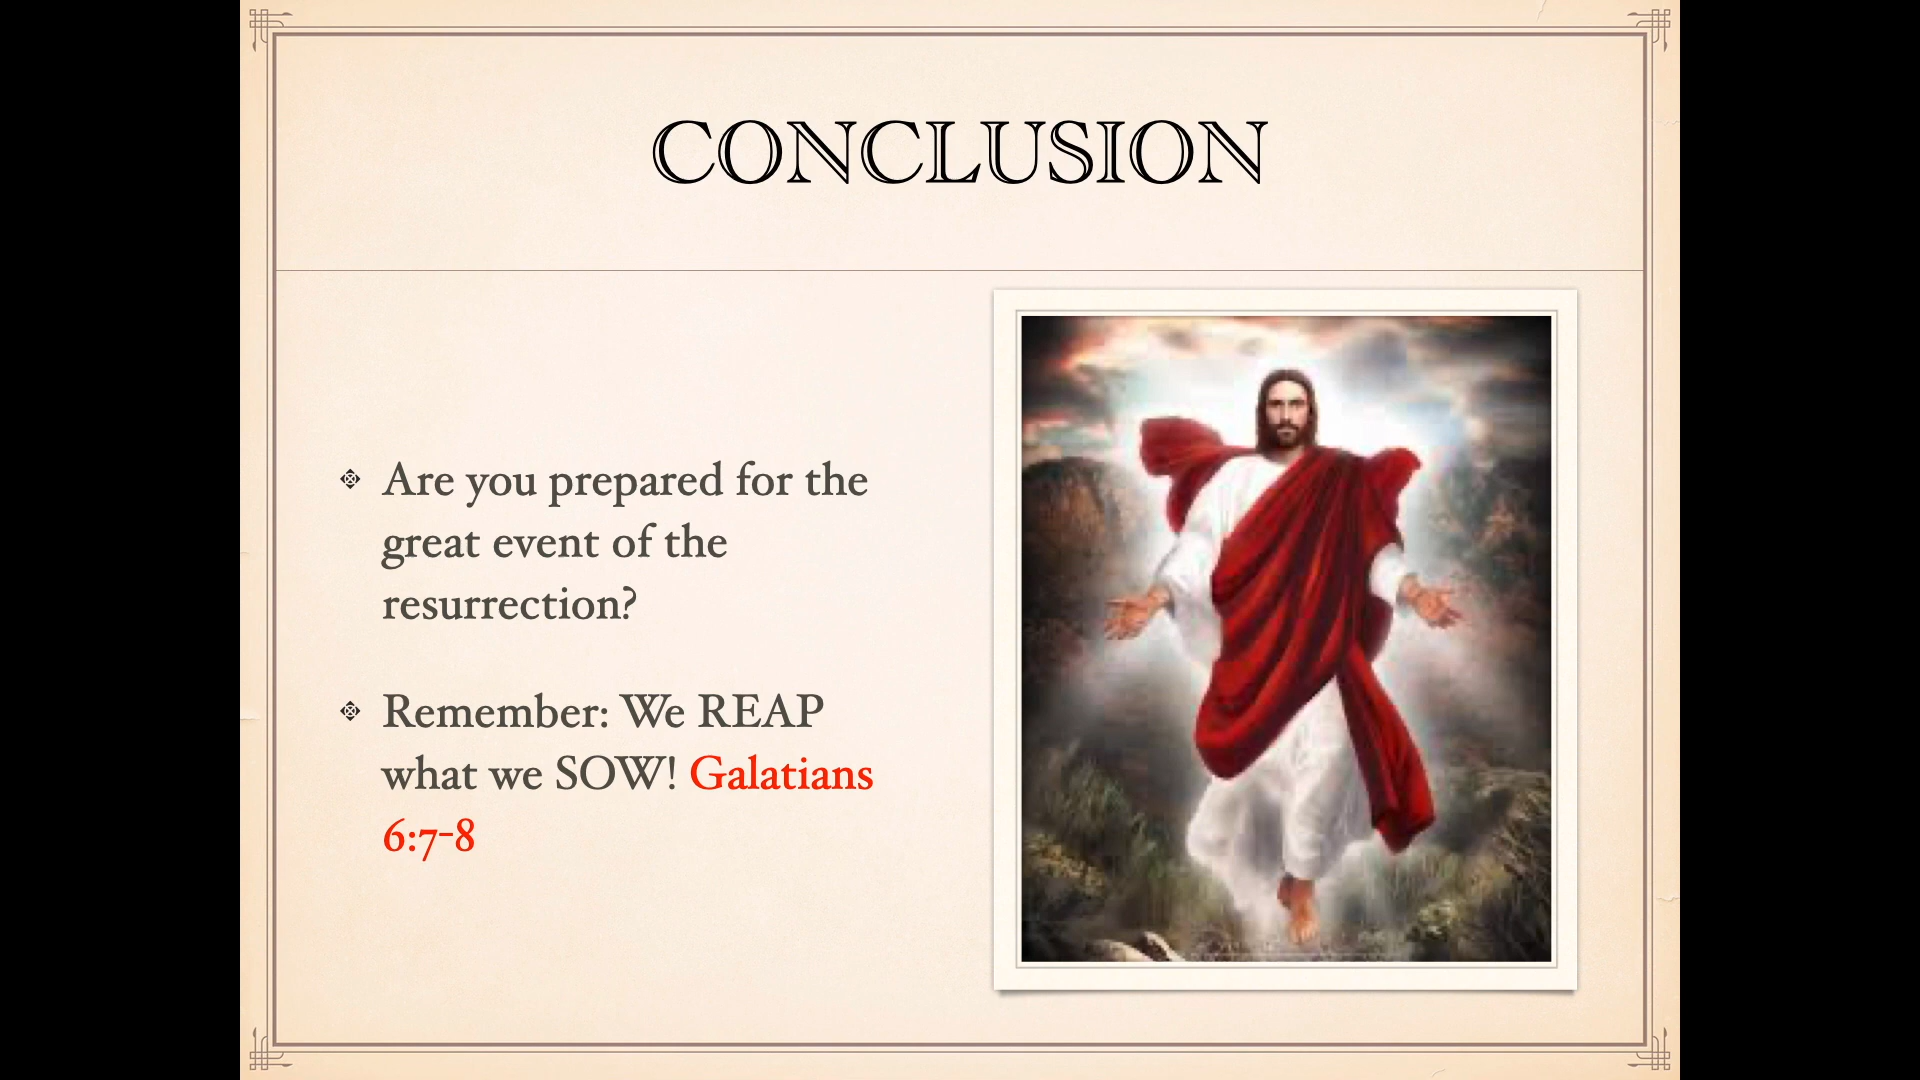 CONCLUSION
Are you prepared for the
great event of the
resurrection?
Remember: We REAP
what we SOW! Galatians
6:7-8